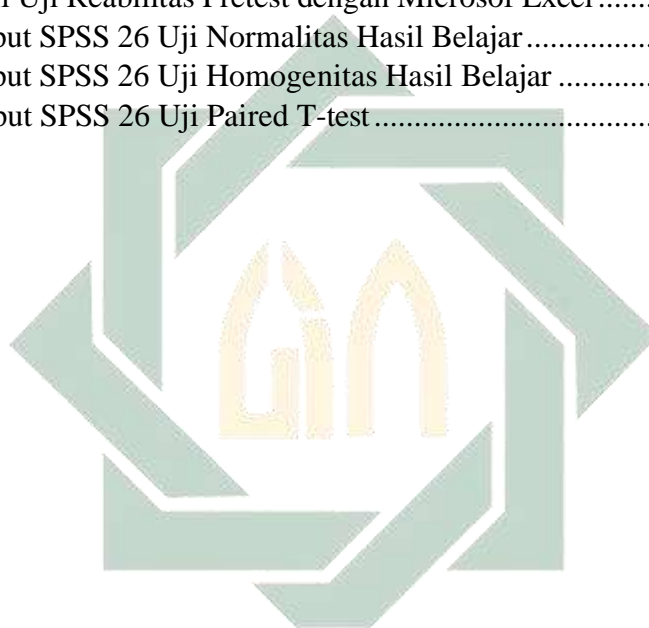 Uji Reabilitas Pretest dengan Microsof Excel.......
put SPSS 26 Uji Normalitas Hasil Belajar................
put SPSS 26 Uji Homogenitas Hasil Belajar ............
put SPSS 26 Uji Paired T-test....................................